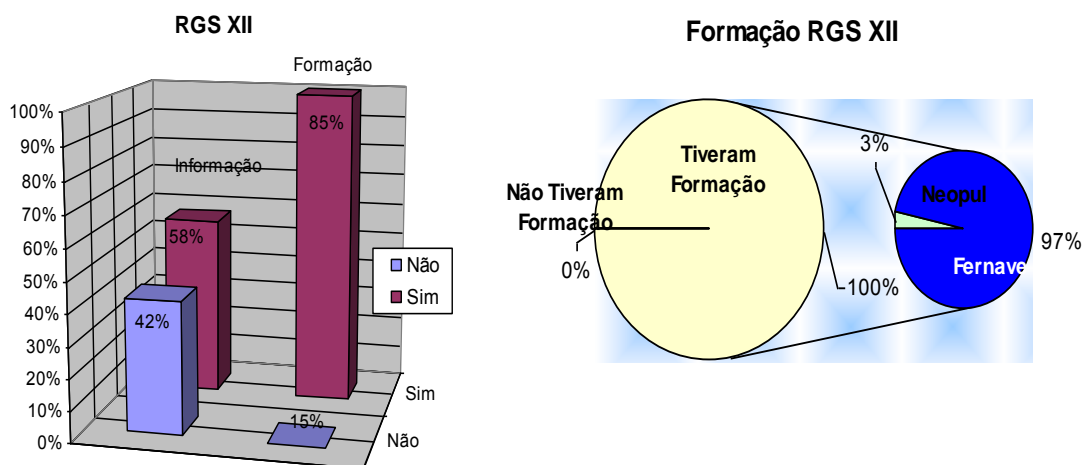 RGS XII
Formação
Informação
100%
90%
80%
70%
60%
50%
40%
30%
20%
10%
0%
85%
58%
42%
15%
Não
Sim
Sim
Não
Formação RGS XII
Tiveram
Formação
Não Tiveram
Formação
0%
100%
3%
Neopul
97%
Fernave